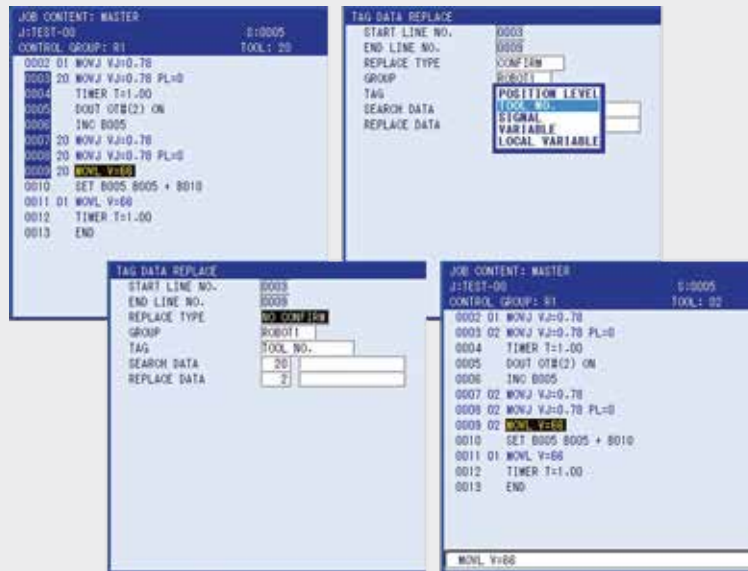 JOB CONTENT: MASTER
J:TEST-00 S:0005
CONTROL GROUP: R1 TOOL: 20
0002 01 MOVJ VJ=0.78
0003 20 MOVJ VJ=0.78 PL=0
0004 TIMER T=1.00
0005 DOUT OT#(2) ON
0006 INC B005
0007 20 MOVJ VJ=0.78
0008 20 MOVJ VJ=0.78 PL=0
0009 20 MOVL V=66
0010 SET B005 B005 + B010
0011 01 MOVL V=66
0012 TIMER T=1.00
0013 END
TAG DATA REPLACE
START LINE NO. 0003
END LINE NO. 0009
REPLACE TYPE CONFIRM
GROUP ROBOT1
TAG
SEARCH DATA
REPLACE DATA
POSITION LEVEL
TOOL NO.
SIGNAL
VARIABLE
LOCAL VARIABLE
TAG DATA REPLACE
START LINE NO. 0003
END LINE NO. 0009
REPLACE TYPE NO CONFIRM
GROUP ROBOT1
TAG TOOL NO.
SEARCH DATA 20
REPLACE DATA 2
JOB CONTENT: MASTER
J:TEST-00 S:0005
CONTROL GROUP: R1 TOOL: 02
0002 01 MOVJ VJ=0.78
0003 02 MOVJ VJ=0.78 PL=0
0004 TIMER T=1.00
0005 DOUT OT#(2) ON
0006 INC B005
0007 02 MOVJ VJ=0.78
0008 02 MOVJ VJ=0.78 PL=0
0009 02 MOVL V=66
0010 SET B005 B005 + B010
0011 01 MOVL V=66
0012 TIMER T=1.00
0013 END
MOVL V=66